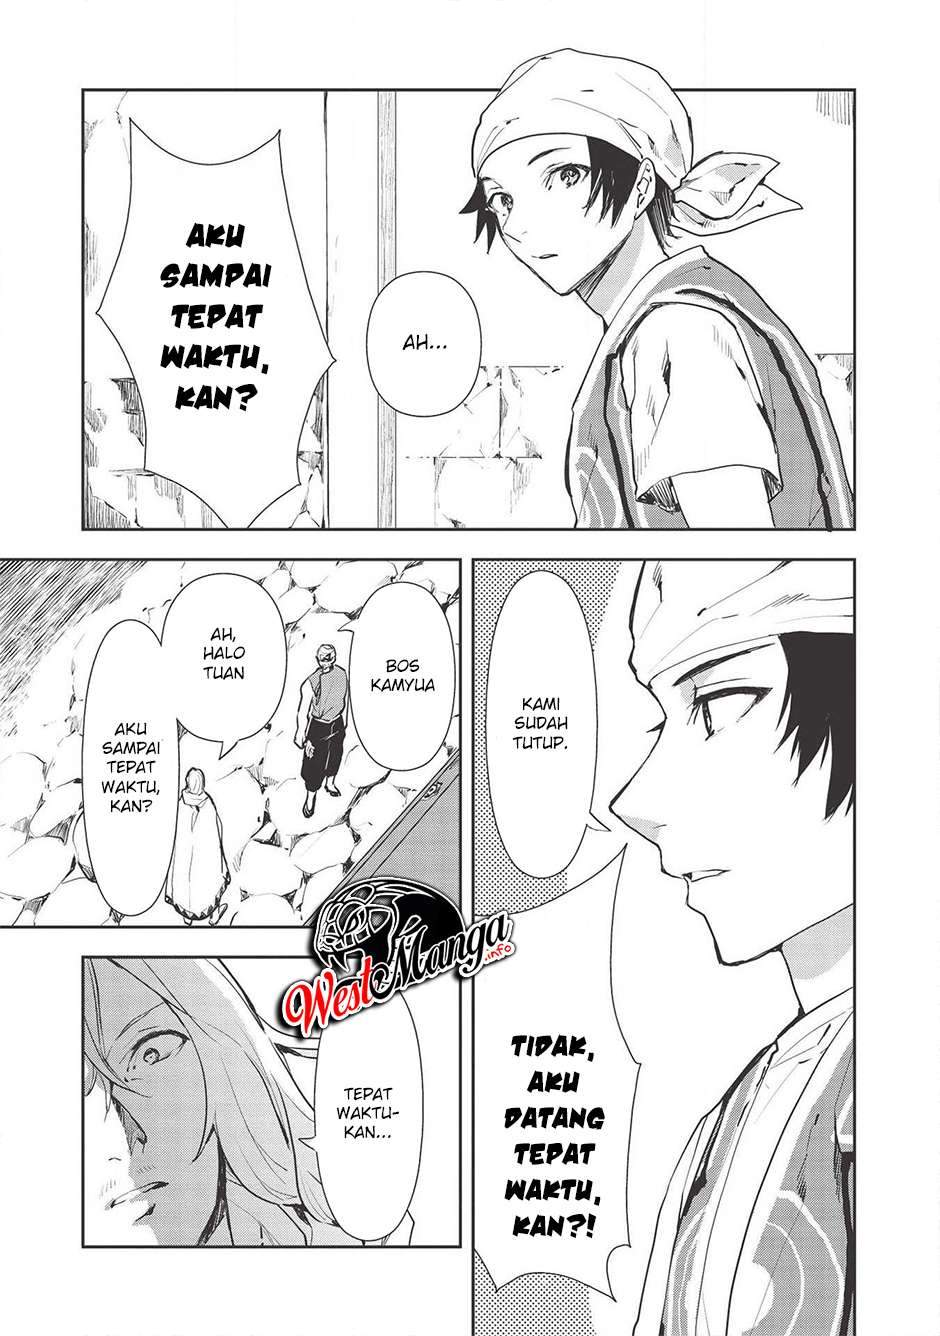 AH...
AKU
SAMPAI
TEPAT
WAKTU,
KAN?
KAMI
SUDAH
TUTUP.
TIDAK,
AKU
DATANG
TEPAT
WAKTU,
KAN?!
BOS
KAMYUA
AH,
HALO
TUAN
AKU
SAMPAI
TEPAT
WAKTU,
KAN?
TEPAT
WAKTU-
KAN...
WESTMANGA
.info